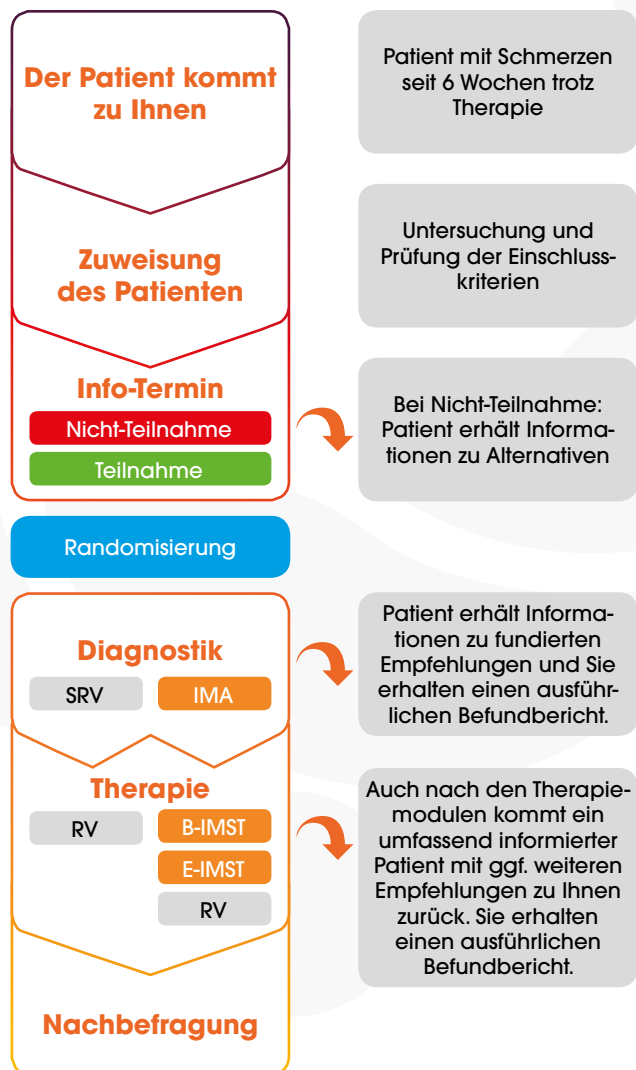 Der Patient kommt
zu Ihnen
Patient mit Schmerzen
seit 6 Wochen trotz
Therapie
Zuweisung
des Patienten
Untersuchung und
Prüfung der Einschluss-
kriterien
Info-Termin
Nicht-Teilnahme
Teilnahme
Bei Nicht-Teilnahme:
Patient erhält Informa-
tionen zu Alternativen
Randomisierung
Diagnostik
SRV
IMA
Patient erhält Informa-
tionen zu fundierten
Empfehlungen und Sie
erhalten einen ausführ-
lichen Befundbericht.
Therapie
RV
B-IMST
E-IMST
RV
Auch nach den Therapie-
modulen kommt ein
umfassend informierter
Patient mit ggf. weiteren
Empfehlungen zu Ihnen
zurück. Sie erhalten
einen ausführlichen
Befundbericht.
Nachbefragung